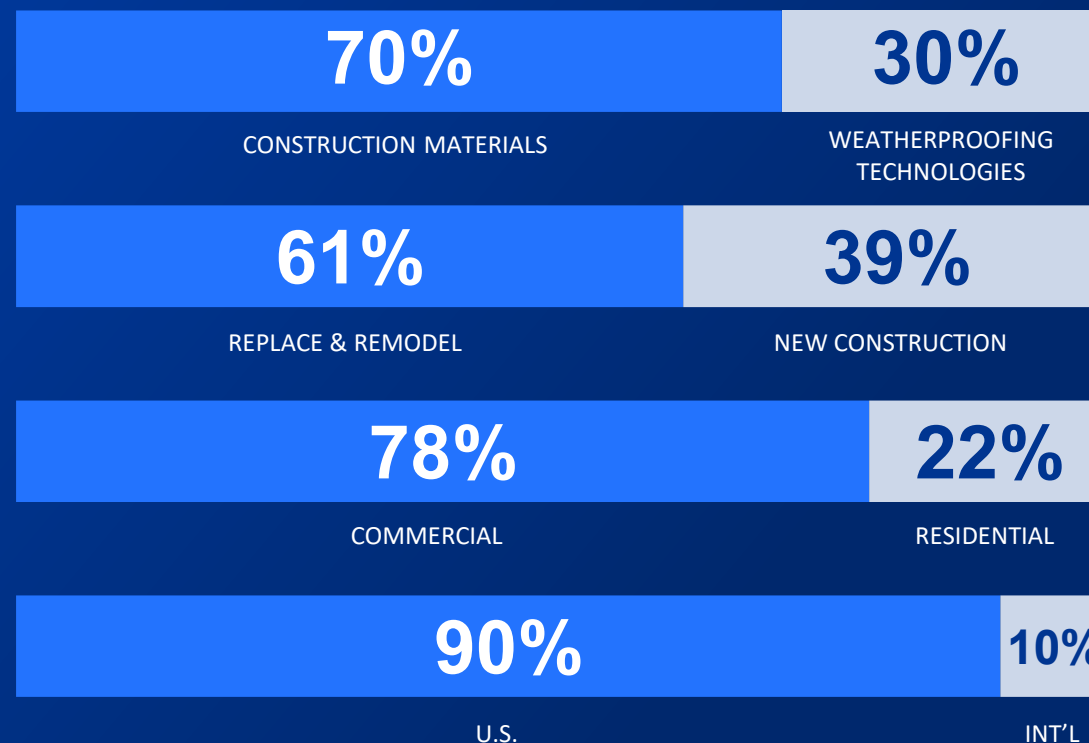 70%
30%
CONSTRUCTION MATERIALS
WEATHERPROOFING
TECHNOLOGIES
61%
39%
REPLACE & REMODEL
NEW CONSTRUCTION
78%
22%
COMMERCIAL
RESIDENTIAL
90%
10%
U.S.
INT’L